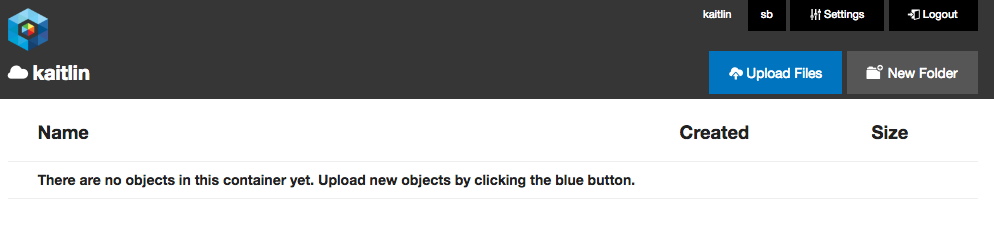 kaitlin sb Settings Logout
kaitlin
Upload Files New Folder
Name Created Size
There are no objects in this container yet. Upload new objects by clicking the blue button.